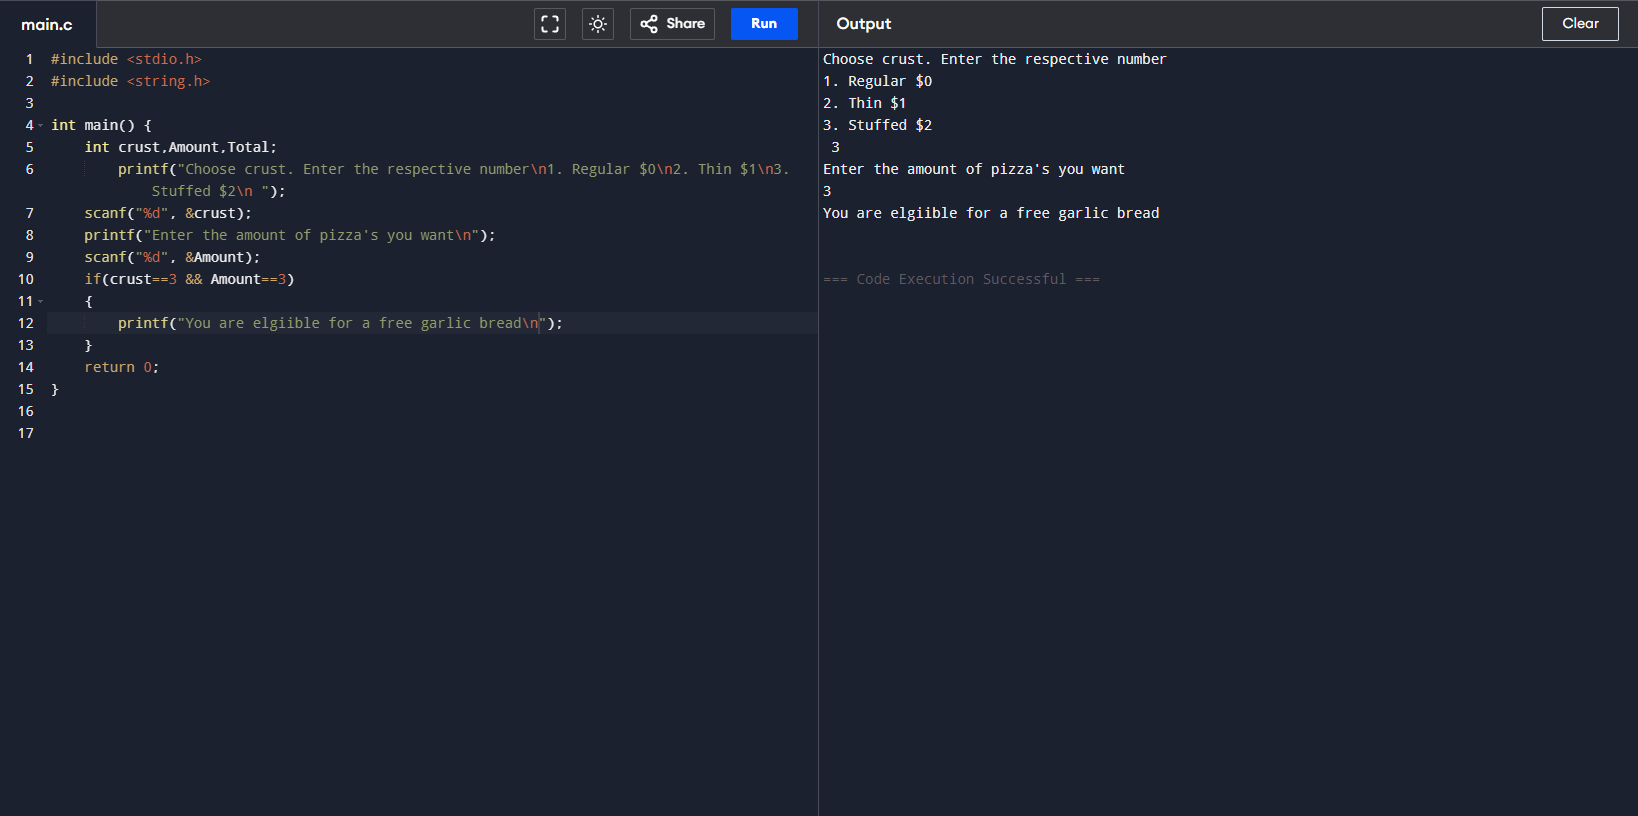 main.c
Share
Run
Output
Clear
1 #include <stdio.h>
2 #include <string.h>
3
4 int main() {
5 int crust,Amount,Total;
6 printf("Choose crust. Enter the respective number\n1. Regular $0\n2. Thin $1\n3.
Stuffed $2\n ");
7 scanf("%d", &crust);
8 printf("Enter the amount of pizza's you want\n");
9 scanf("%d", &Amount);
10 if(crust==3 && Amount==3)
11 {
12 printf("You are elgiible for a free garlic bread\n");
13 }
14 return 0;
15 }
16
17
Choose crust. Enter the respective number
1. Regular $0
2. Thin $1
3. Stuffed $2
3
Enter the amount of pizza's you want
3
You are elgiible for a free garlic bread
=== Code Execution Successful ===